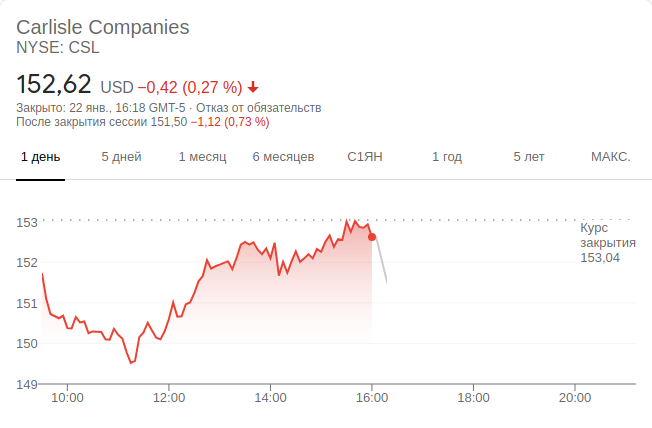 Carlisle Companies
NYSE: CSL
152,62 USD −0,42 (0,27 %)
Закрыто: 22 янв., 16:18 GMT-5 · Отказ от обязательств
После закрытия сессии 151,50 −1,12 (0,73 %)
1 день 5 дней 1 месяц 6 месяцев С1ЯН 1 год 5 лет МАКС.
153
Курс
закрытия
153,04
152
151
150
149
10:00 12:00 14:00 16:00 18:00 20:00